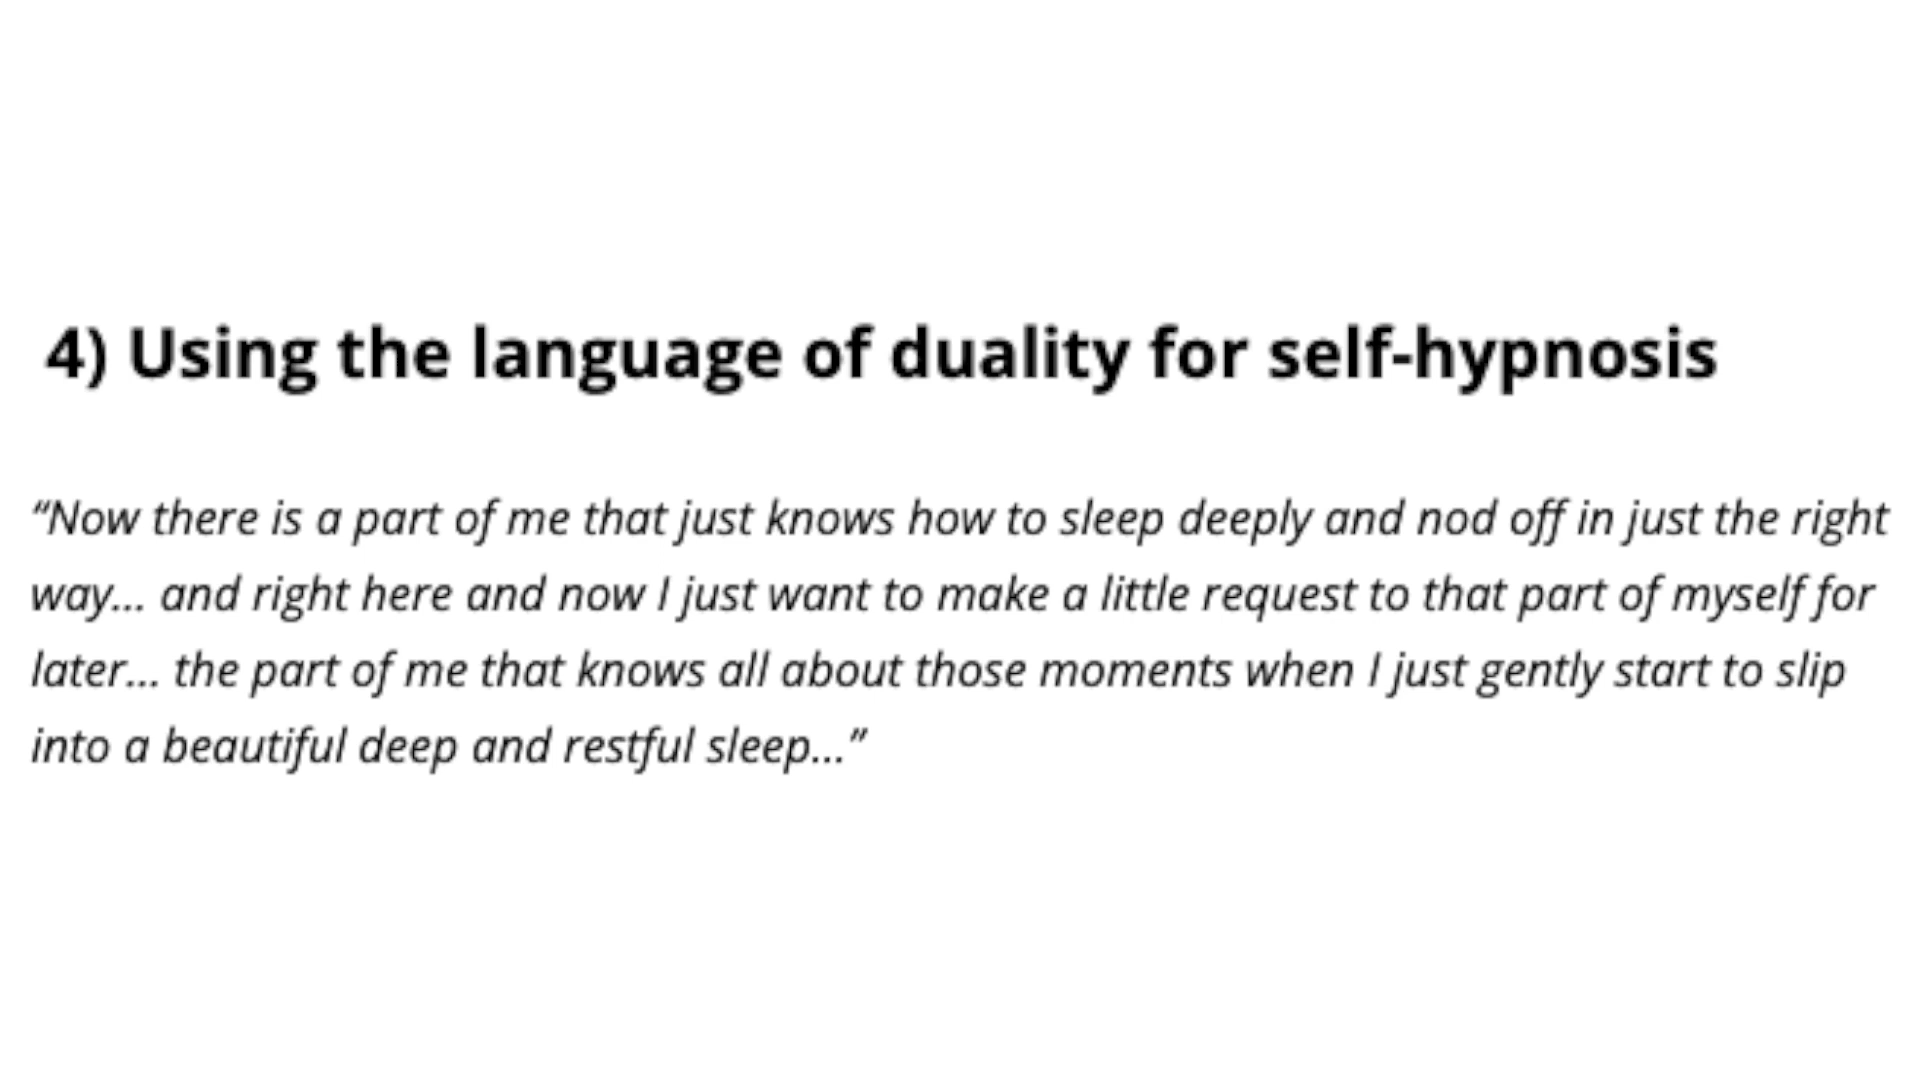 4) Using the language of duality for self-hypnosis
“Now there is a part of me that just knows how to sleep deeply and nod off in just the right
way... and right here and now I just want to make a little request to that part of myself for
later... the part of me that knows all about those moments when I just gently start to slip
into a beautiful deep and restful sleep...”